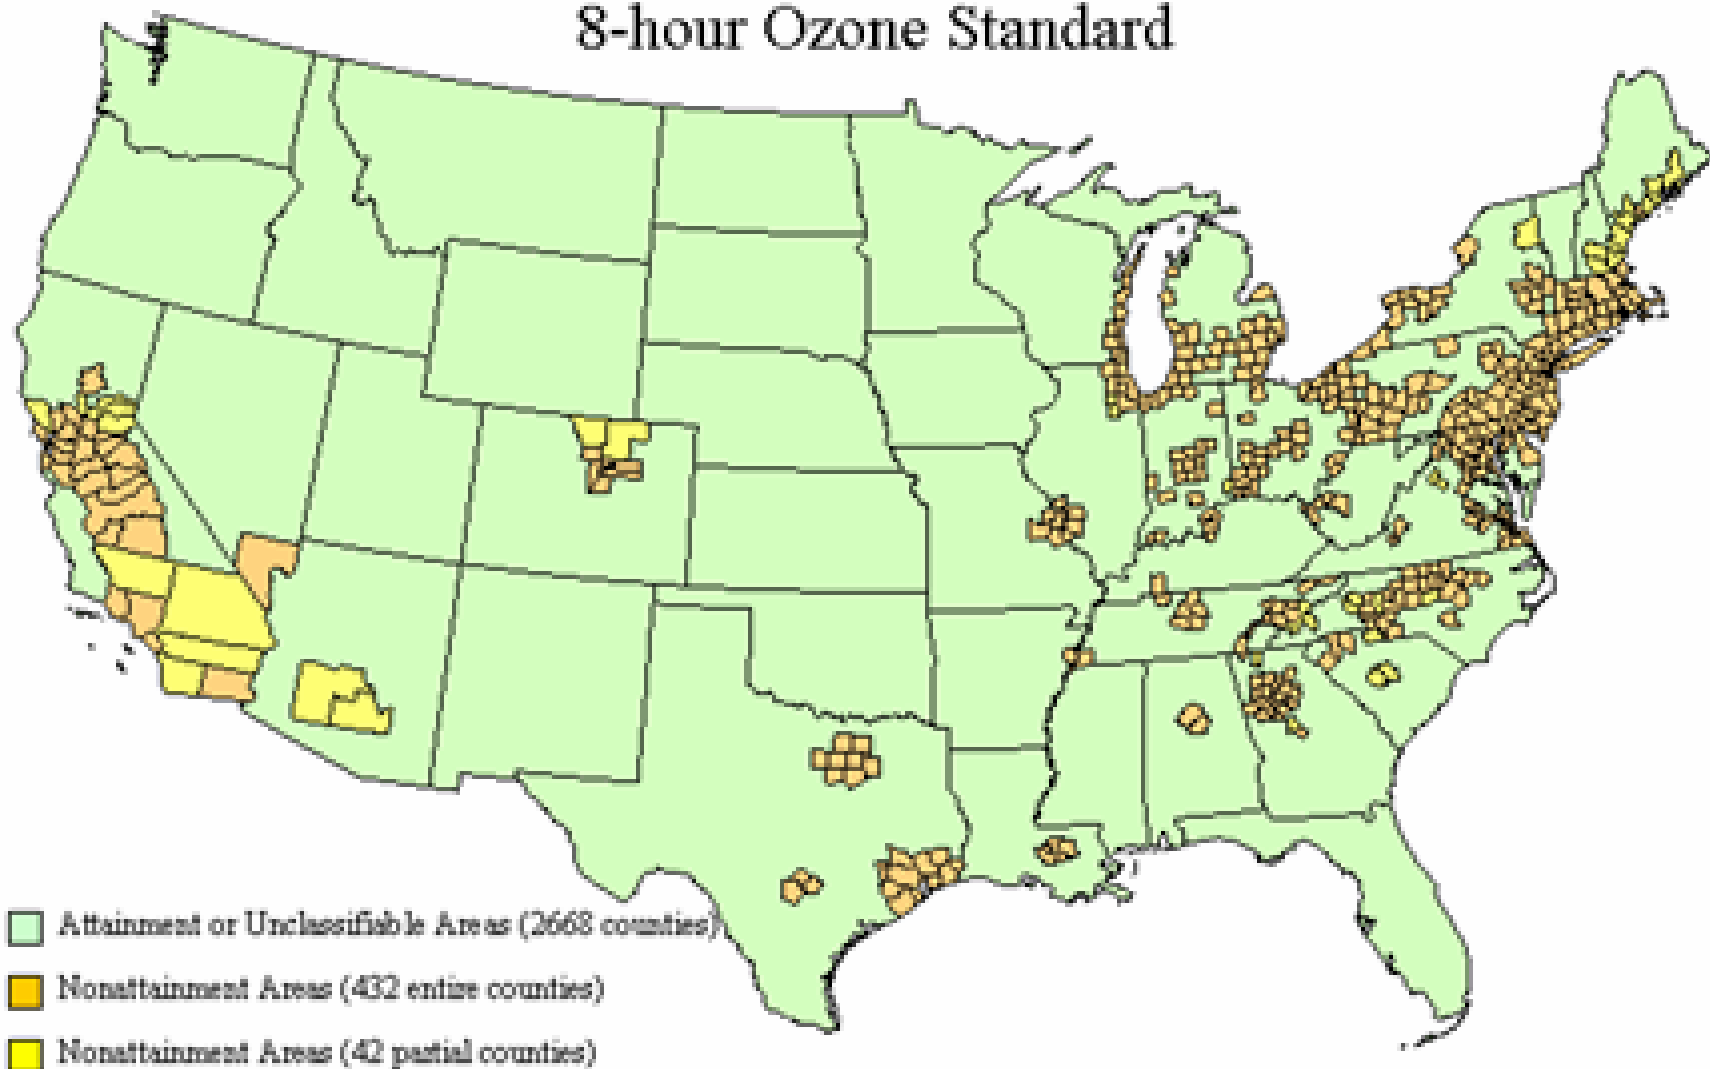 8-hour Ozone Standard
Attainment or Unclassifiable Areas (2668 counties)
Nonattainment Areas (432 entire counties)
Nonattainment Areas (42 partial counties)